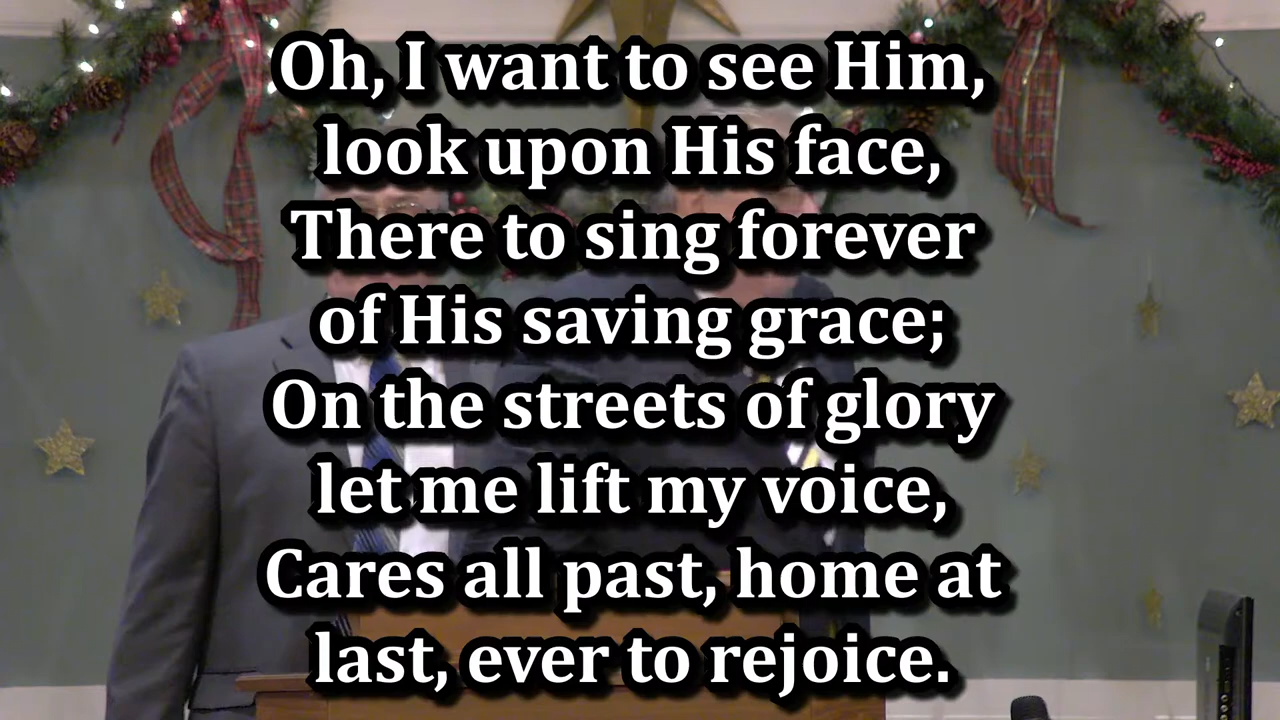 Oh, I want to see Him,
look upon His face,
There to sing forever
of His saving grace;
On the streets of glory
let me lift my voice,
Cares all past, home at
last, ever to rejoice.